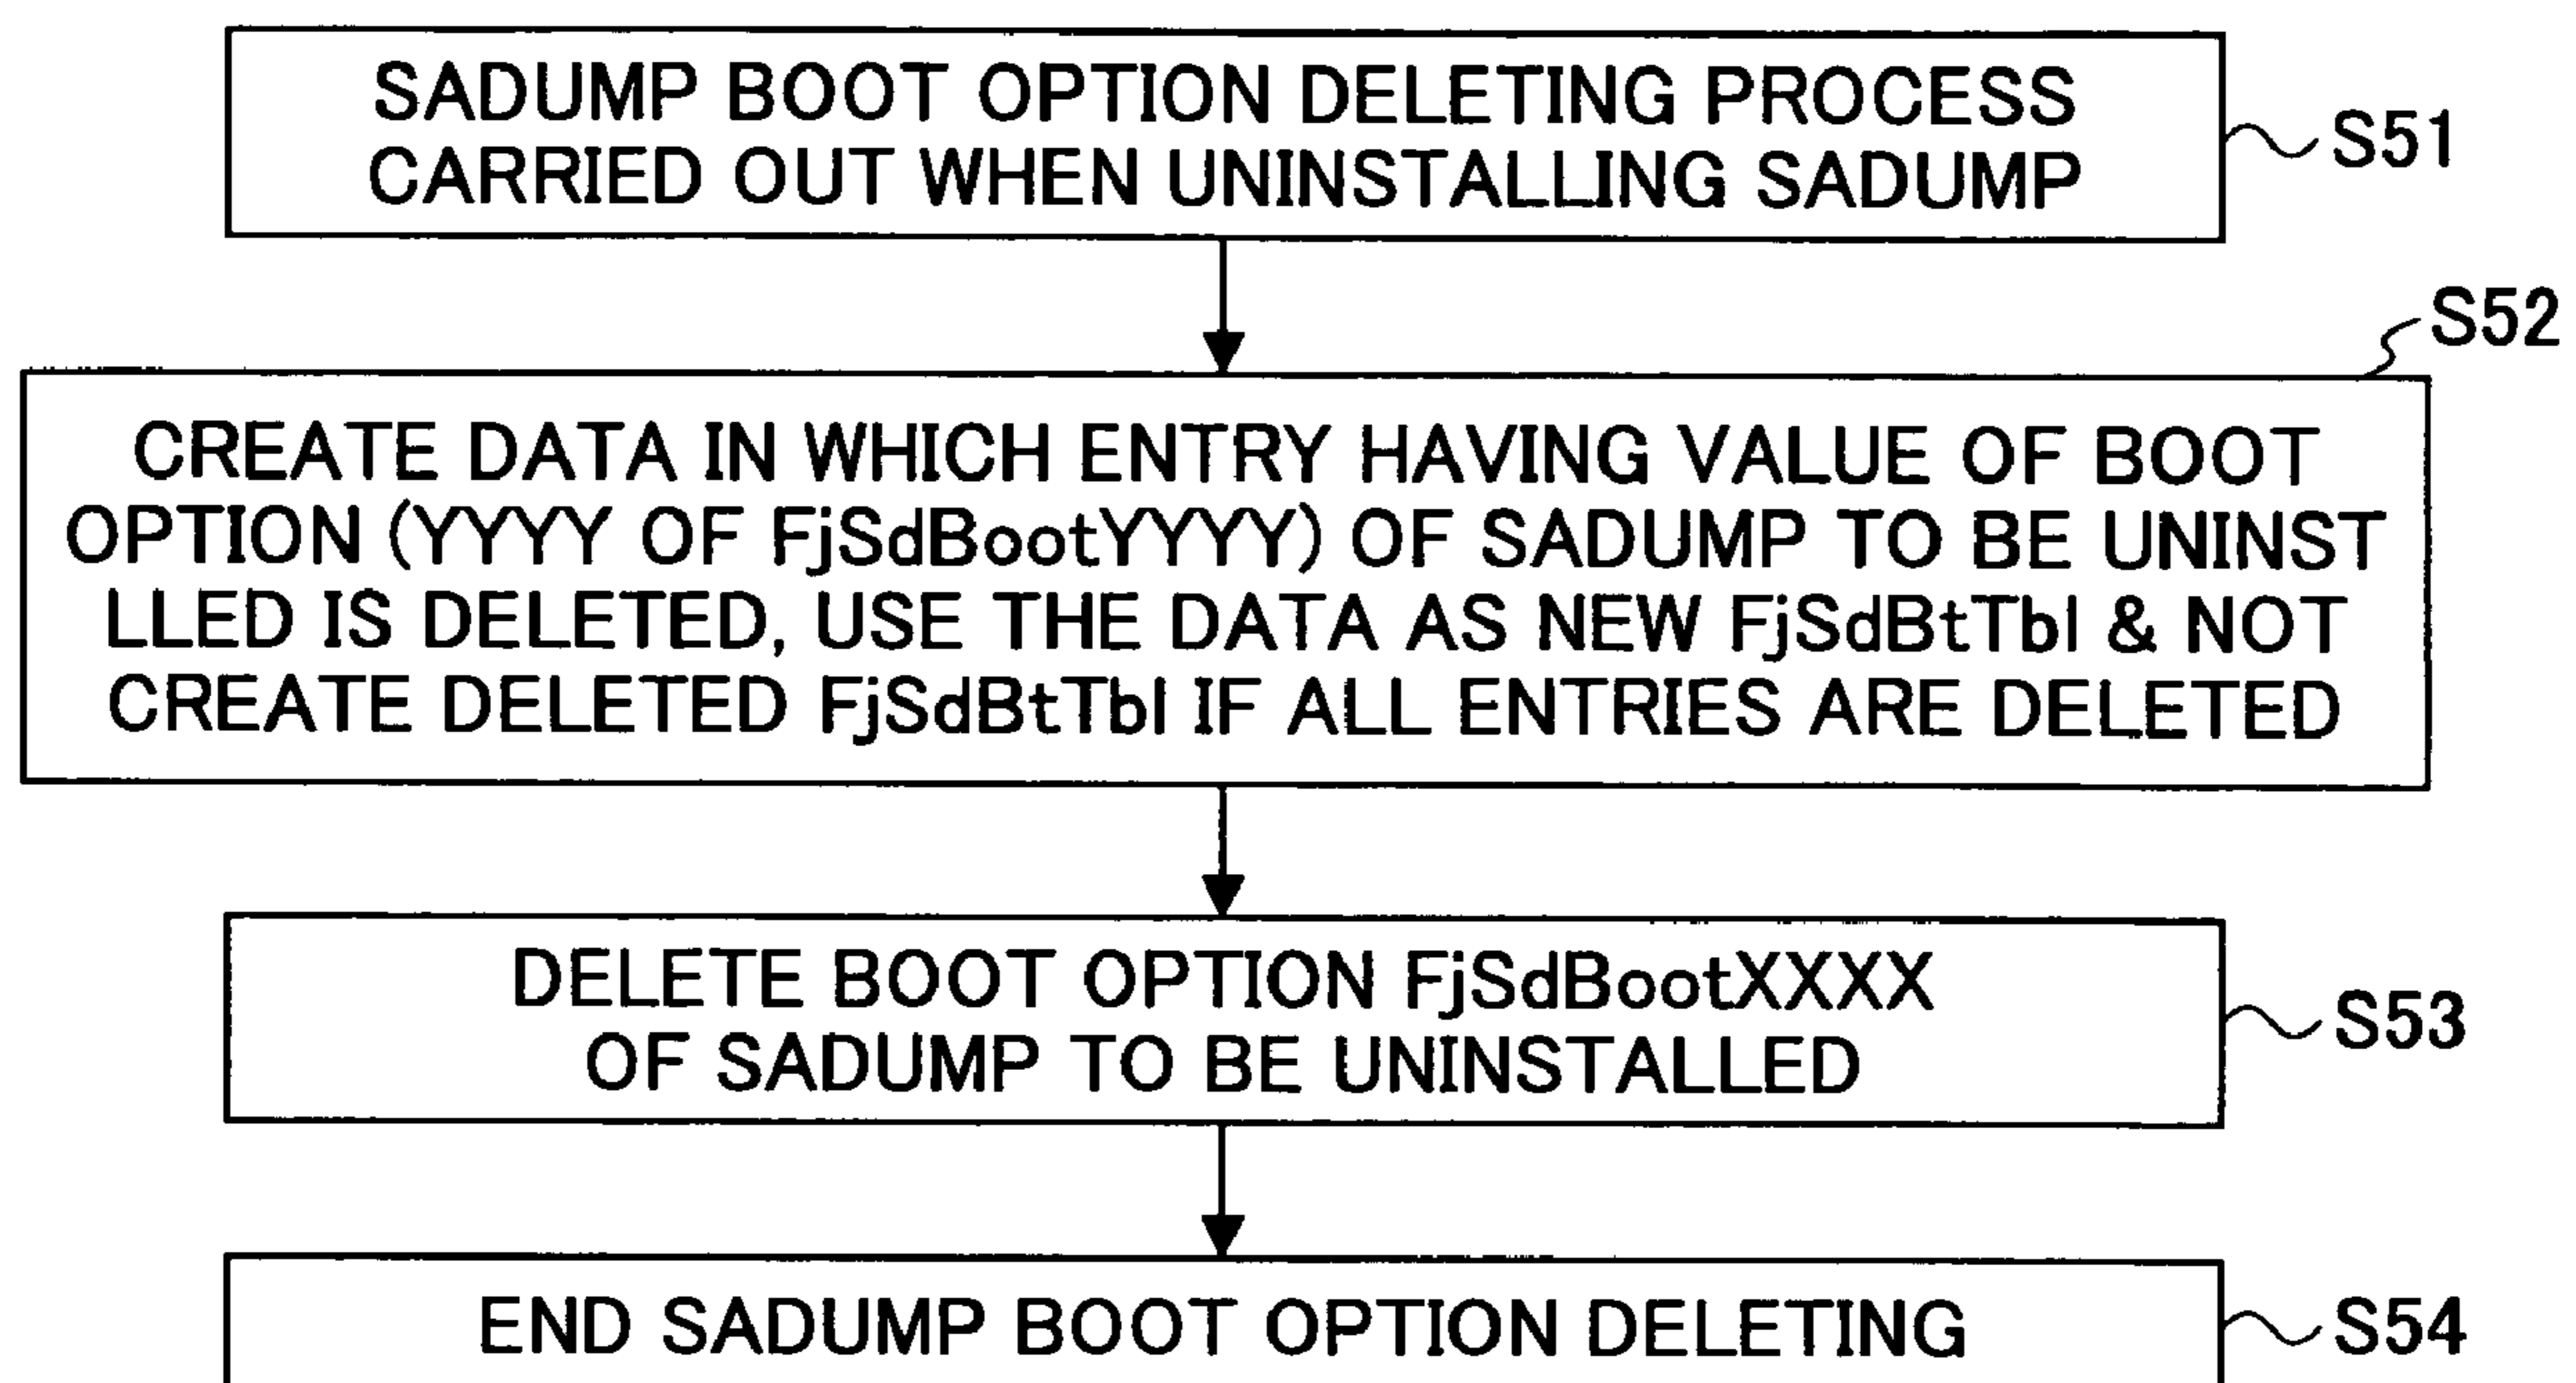 SADUMP BOOT OPTION DELETING PROCESS
CARRIED OUT WHEN UNINSTALLING SADUMP
S51
S52
CREATE DATA IN WHICH ENTRY HAVING VALUE OF BOOT
OPTION (YYYY OF FjSdBootYYYY) OF SADUMP TO BE UNINST
LLED IS DELETED, USE THE DATA AS NEW FjSdBtTbl & NOT
CREATE DELETED FjSdBtTbl IF ALL ENTRIES ARE DELETED
DELETE BOOT OPTION FjSdBootXXXX
OF SADUMP TO BE UNINSTALLED
S53
END SADUMP BOOT OPTION DELETING
S54